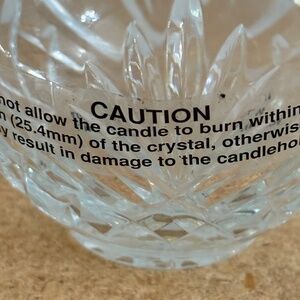 CAUTION
not allow the candle to burn within
(25.4mm) of the crystal, otherwis
result in damage to the candleho